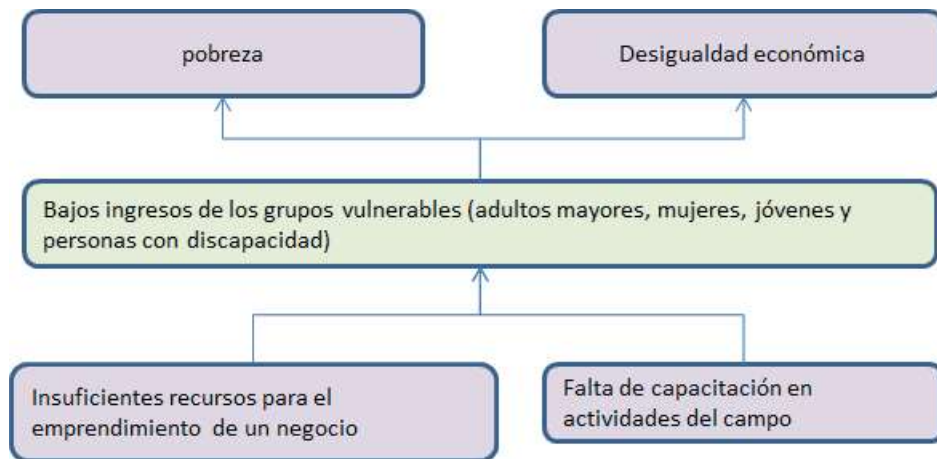 pobreza
Desigualdad económica
Bajos ingresos de los grupos vulnerables (adultos mayores, mujeres, jóvenes y
personas con discapacidad)
Insuficientes recursos para el
emprendimiento de un negocio
Falta de capacitación en
actividades del campo